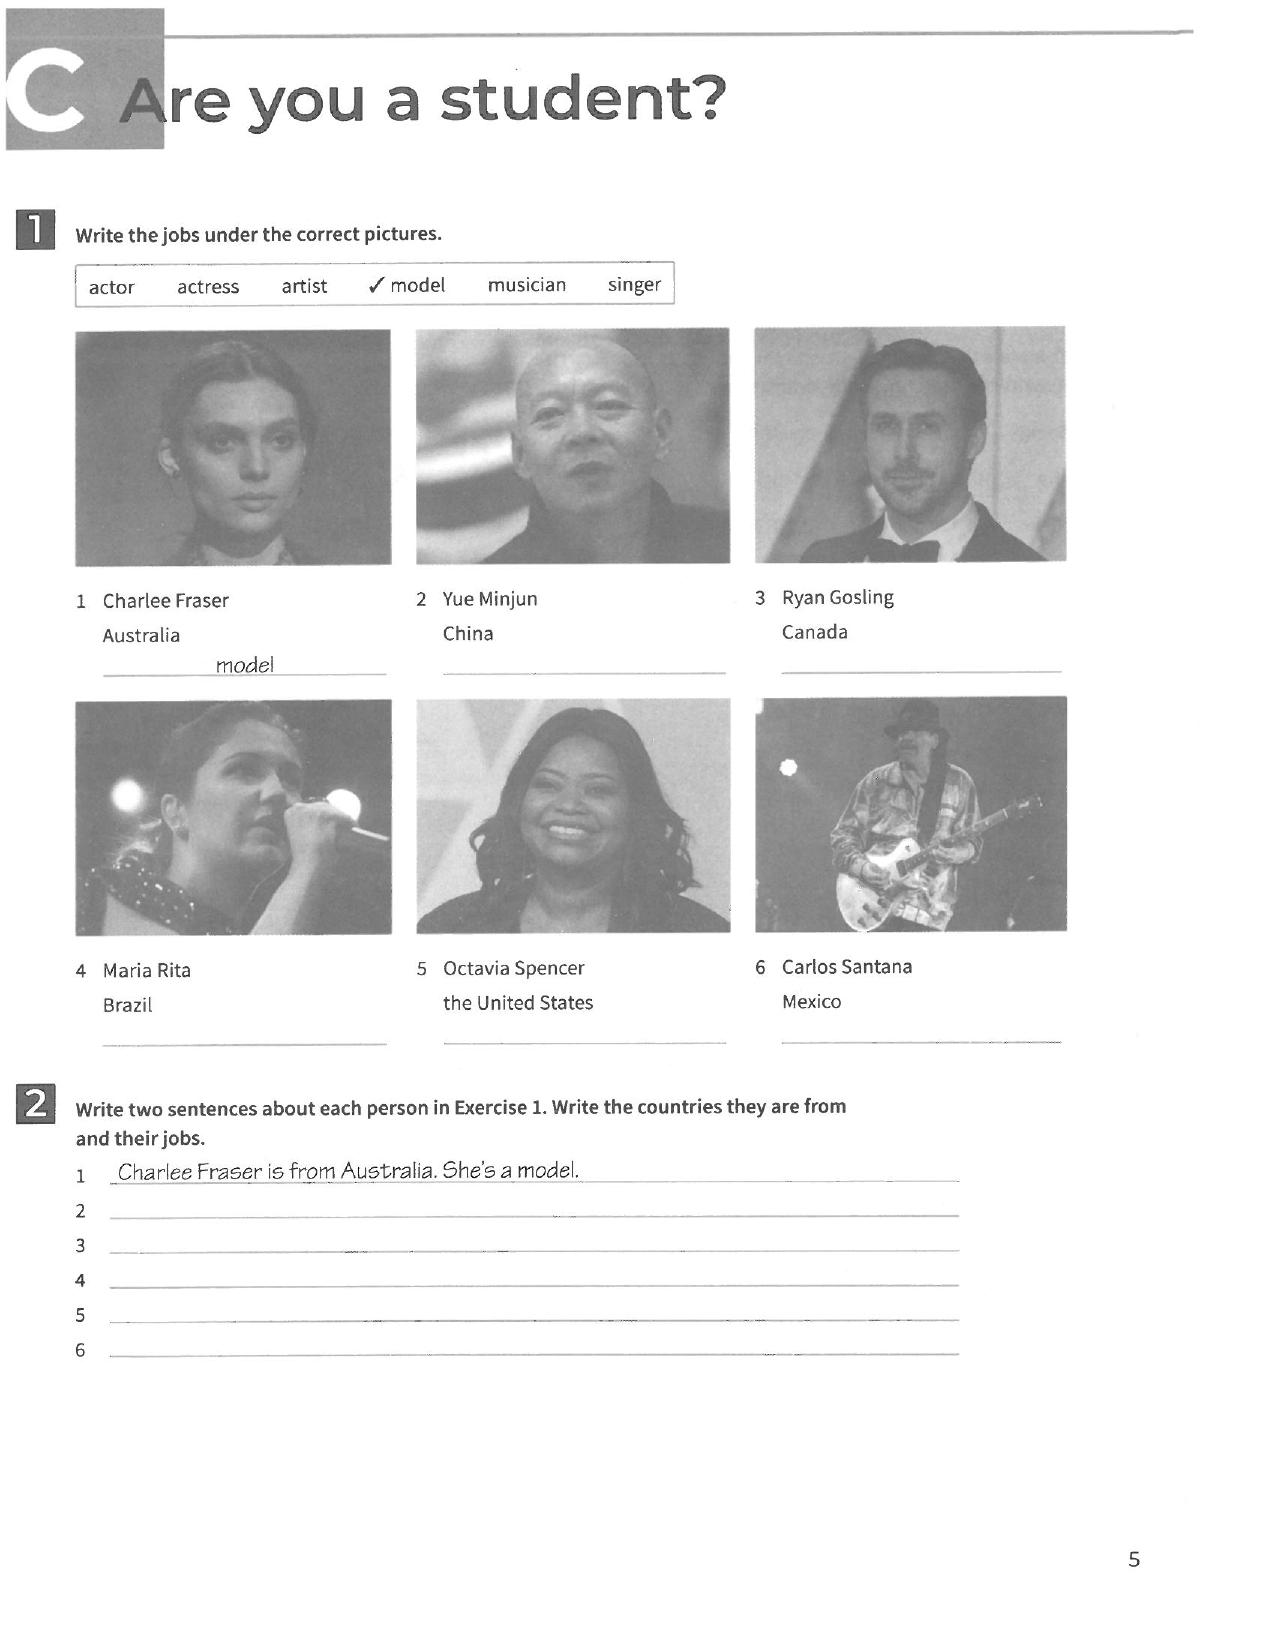 C Are you a student?
1 Write the jobs under the correct pictures.
actor actress artist ✓ model musician singer
1 Charlee Fraser
Australia
model
2 Yue Minjun
China
3 Ryan Gosling
Canada
4 Maria Rita
Brazil
5 Octavia Spencer
the United States
6 Carlos Santana
Mexico
2 Write two sentences about each person in Exercise 1. Write the countries they are from
and their jobs.
1 Charlee Fraser is from Australia. She's a model.
2
3
4
5
6
5